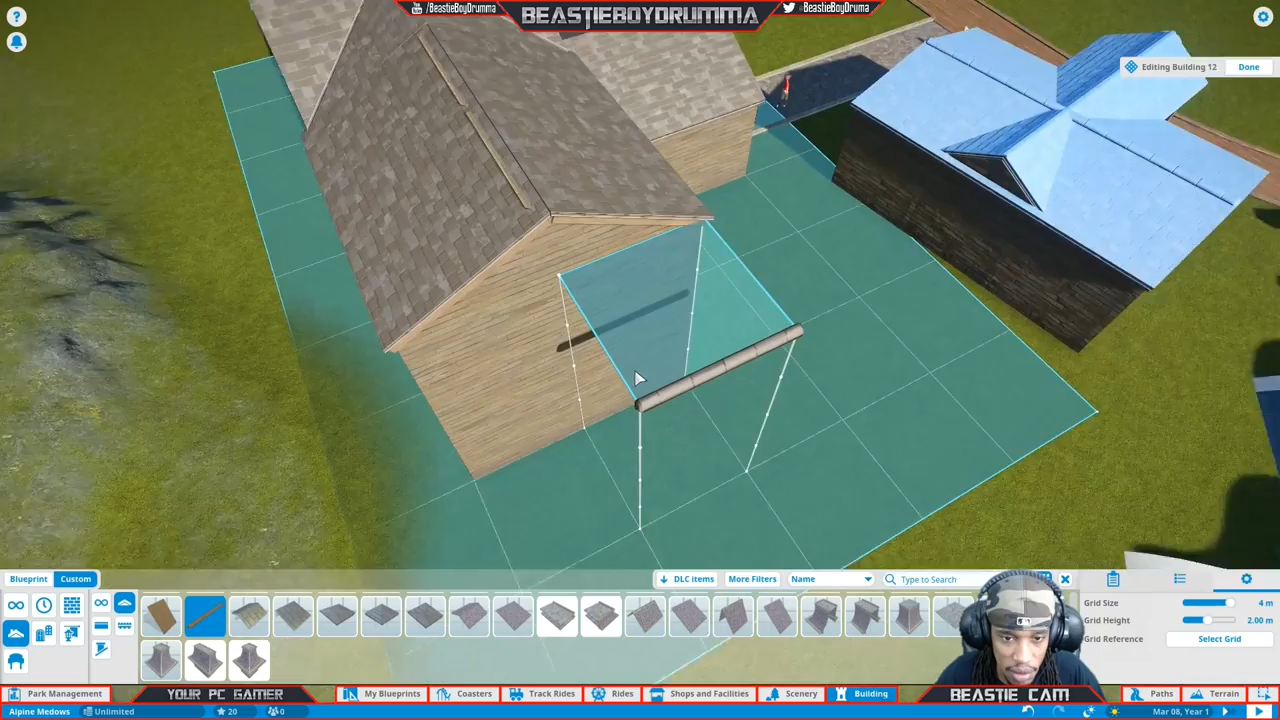 /BeastieBoyDrumma
BEASTIEBOYDRUMMA
@BeastieBoyDruma
Editing Building 12
Done
Blueprint
Custom
DLC items
More Filters
Name
Type to Search
Grid Size
4 m
Grid Height
2.00 m
Grid Reference
Select Grid
Park Management
YOUR PC GAMER
My Blueprints
Coasters
Track Rides
Rides
Shops and Facilities
Scenery
Building
BEASTIE CAM
Paths
Terrain
Alpine Medows
Unlimited
20
0
Mar 08, Year 1